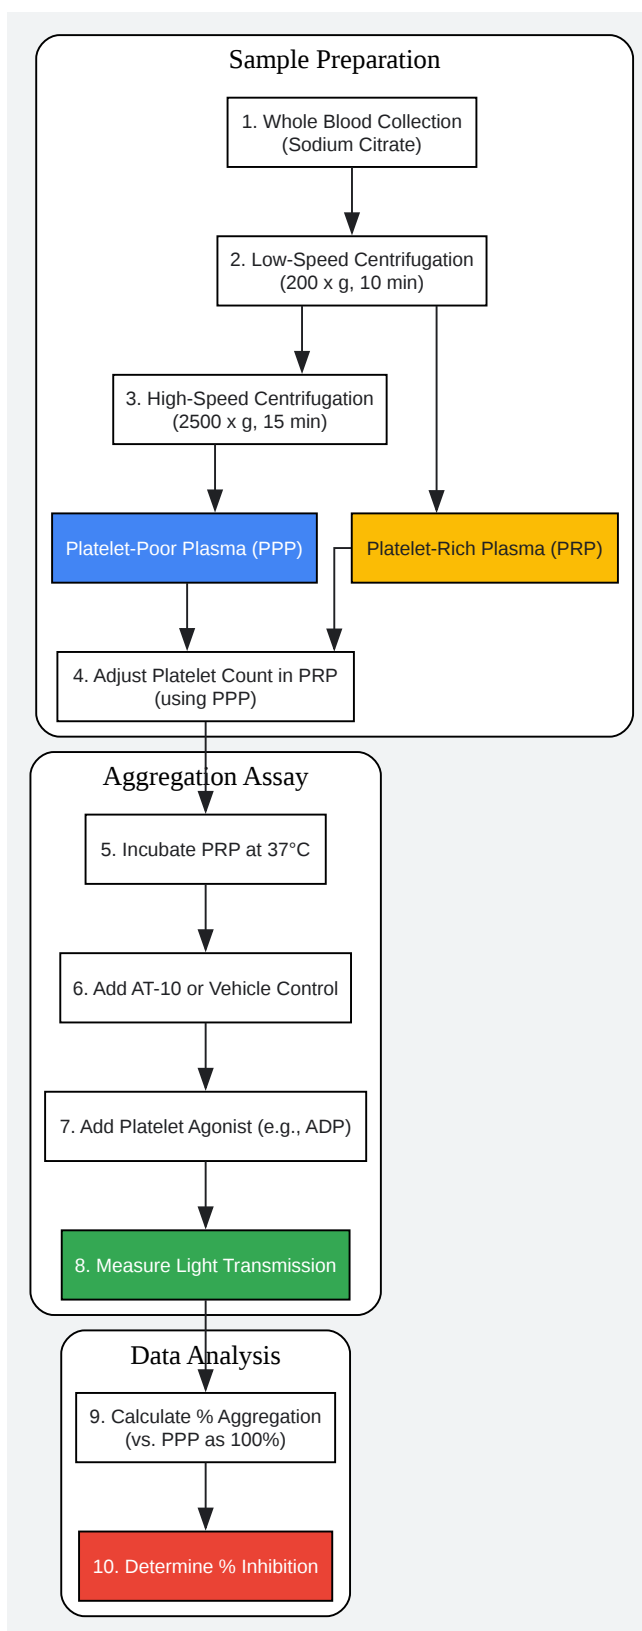 Sample Preparation
1. Whole Blood Collection
(Sodium Citrate)
2. Low-Speed Centrifugation
(200 x g, 10 min)
3. High-Speed Centrifugation
(2500 x g, 15 min)
Platelet-Poor Plasma (PPP)
Platelet-Rich Plasma (PRP)
4. Adjust Platelet Count in PRP
(using PPP)
Aggregation Assay
5. Incubate PRP at 37°C
6. Add AT-10 or Vehicle Control
7. Add Platelet Agonist (e.g., ADP)
8. Measure Light Transmission
Data Analysis
9. Calculate % Aggregation
(vs. PPP as 100%)
10. Determine % Inhibition